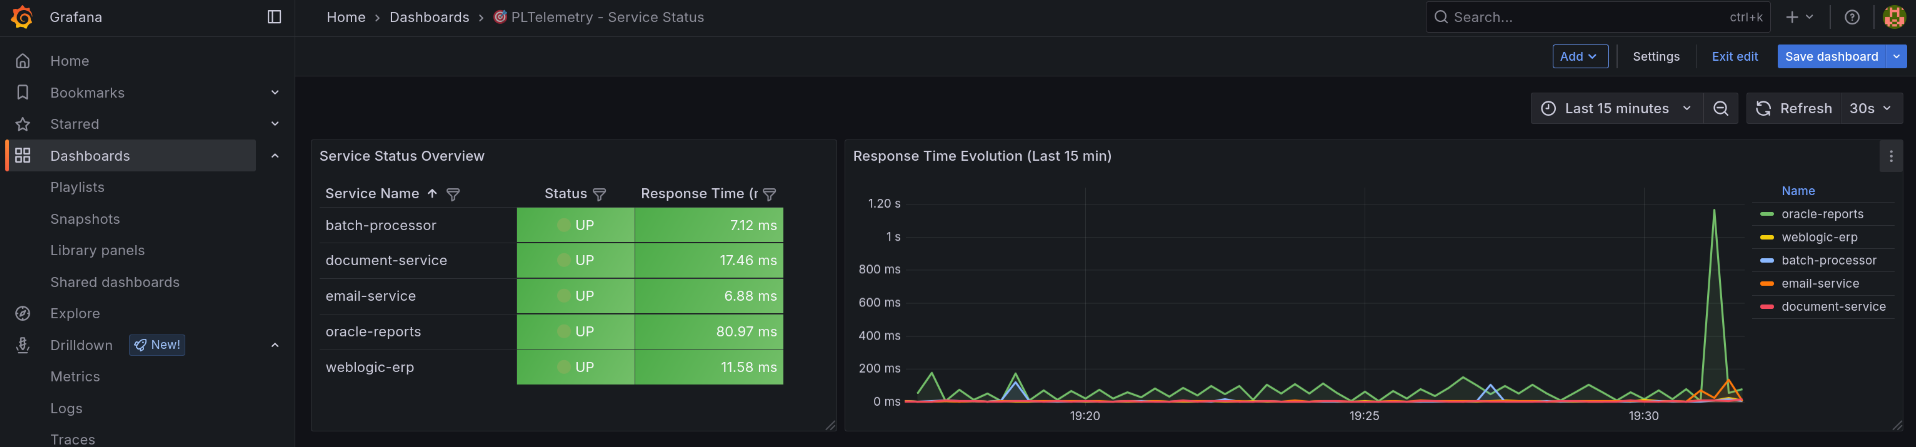 Grafana
Home > Dashboards > PLTelemetry - Service Status
Search... ctrl+k
Home
Bookmarks
Starred
Dashboards
Playlists
Snapshots
Library panels
Shared dashboards
Explore
Drilldown New!
Metrics
Logs
Traces
Add Settings Exit edit Save dashboard
Last 15 minutes Refresh 30s
Service Status Overview
Service Name Status Response Time (r
batch-processor UP 7.12 ms
document-service UP 17.46 ms
email-service UP 6.88 ms
oracle-reports UP 80.97 ms
weblogic-erp UP 11.58 ms
Response Time Evolution (Last 15 min)
1.20 s
1 s
800 ms
600 ms
400 ms
200 ms
0 ms
19:20 19:25 19:30
Name
oracle-reports
weblogic-erp
batch-processor
email-service
document-service